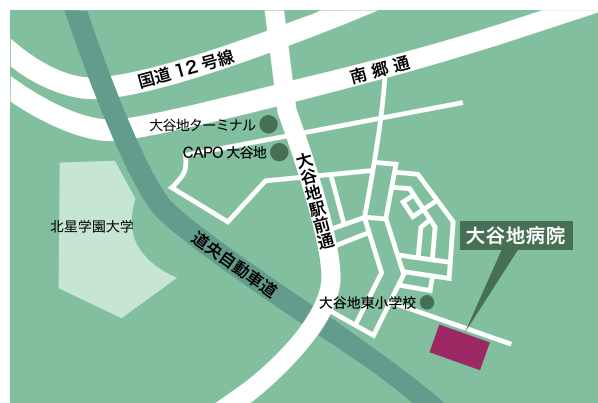 国道12号線
南郷通
大谷地ターミナル
CAPO 大谷地
大谷地駅前通
北星学園大学
道央自動車道
大谷地病院
大谷地東小学校